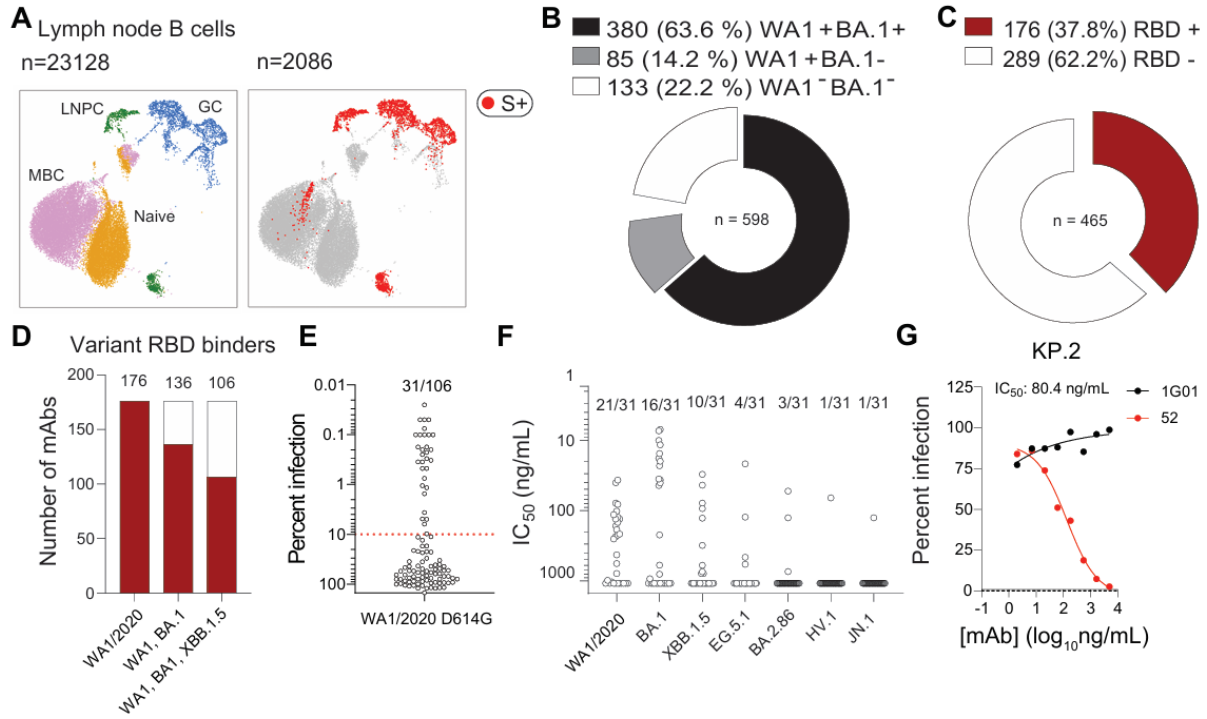 A Lymph node B cells
n=23128
n=2086
LNPC
GC
MBC
Naive
S+
B
380 (63.6 %) WA1+BA.1+
85 (14.2 %) WA1+BA.1-
133 (22.2 %) WA1⁻BA.1⁻
n = 598
C
176 (37.8%) RBD +
289 (62.2%) RBD -
n = 465
D Variant RBD binders
176 136 106
Number of mAbs
200
150
100
50
0
WA1/2020
WA1, BA.1
WA1, BA1, XBB.1.5
E
31/106
Percent infection
0.01
0.1
1
10
100
WA1/2020 D614G
F
21/31 16/31 10/31 4/31 3/31 1/31 1/31
IC₅₀ (ng/mL)
1
10
100
1000
WA1/2020
BA.1
XBB.1.5
EG.5.1
BA.2.86
HV.1
JN.1
G
KP.2
IC₅₀: 80.4 ng/mL
1G01
52
Percent infection
125
100
75
50
25
0
-1 0 1 2 3 4
[mAb] (log₁₀ng/mL)